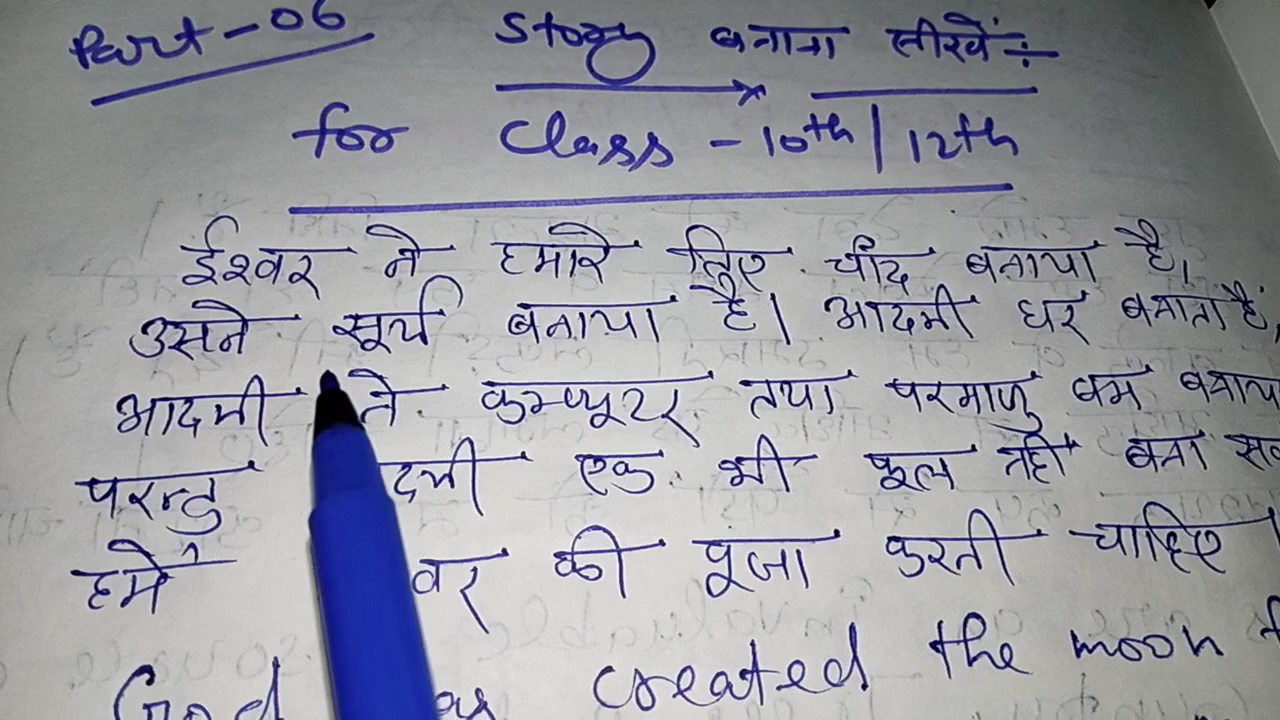 Part-06 Story बनाना सीखें:-
for Class - 10th | 12th
ईश्वर ने हमारे लिए चाँद बनाया है।
उसने सूर्य बनाया है। आदमी घर बनाता है,
आदमी ने कम्प्यूटर तथा परमाणु बम बनाया
परन्तु एक भी फूल नहीं बना
हमें की पूजा करनी चाहिए।
God created the moon